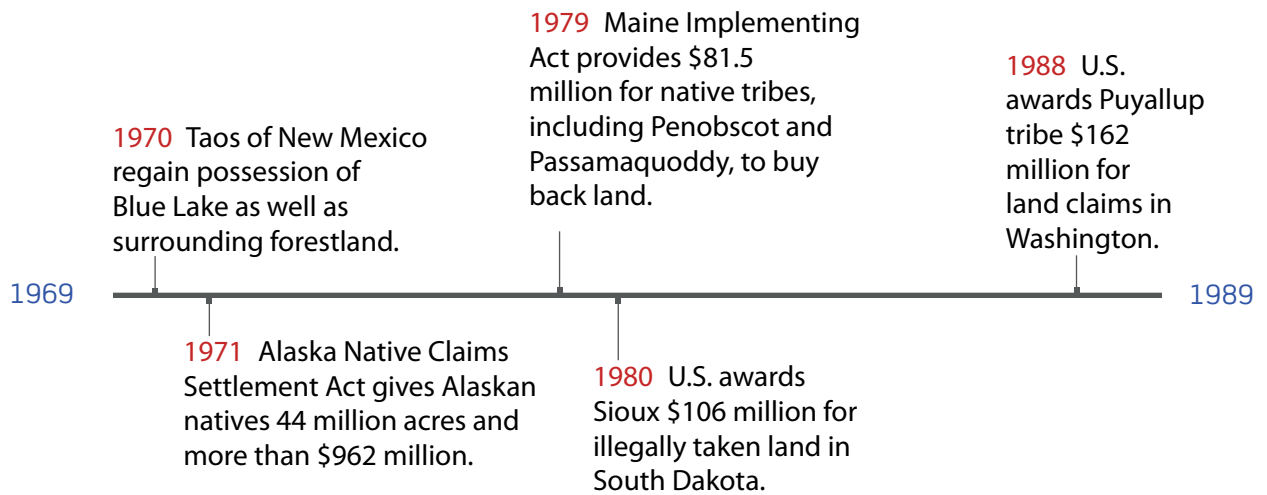 1969
1970 Taos of New Mexico
regain possession of
Blue Lake as well as
surrounding forestland.
1971 Alaska Native Claims
Settlement Act gives Alaskan
natives 44 million acres and
more than $962 million.
1979 Maine Implementing
Act provides $81.5
million for native tribes,
including Penobscot and
Passamaquoddy, to buy
back land.
1980 U.S. awards
Sioux $106 million for
illegally taken land in
South Dakota.
1988 U.S.
awards Puyallup
tribe $162
million for
land claims in
Washington.
1989